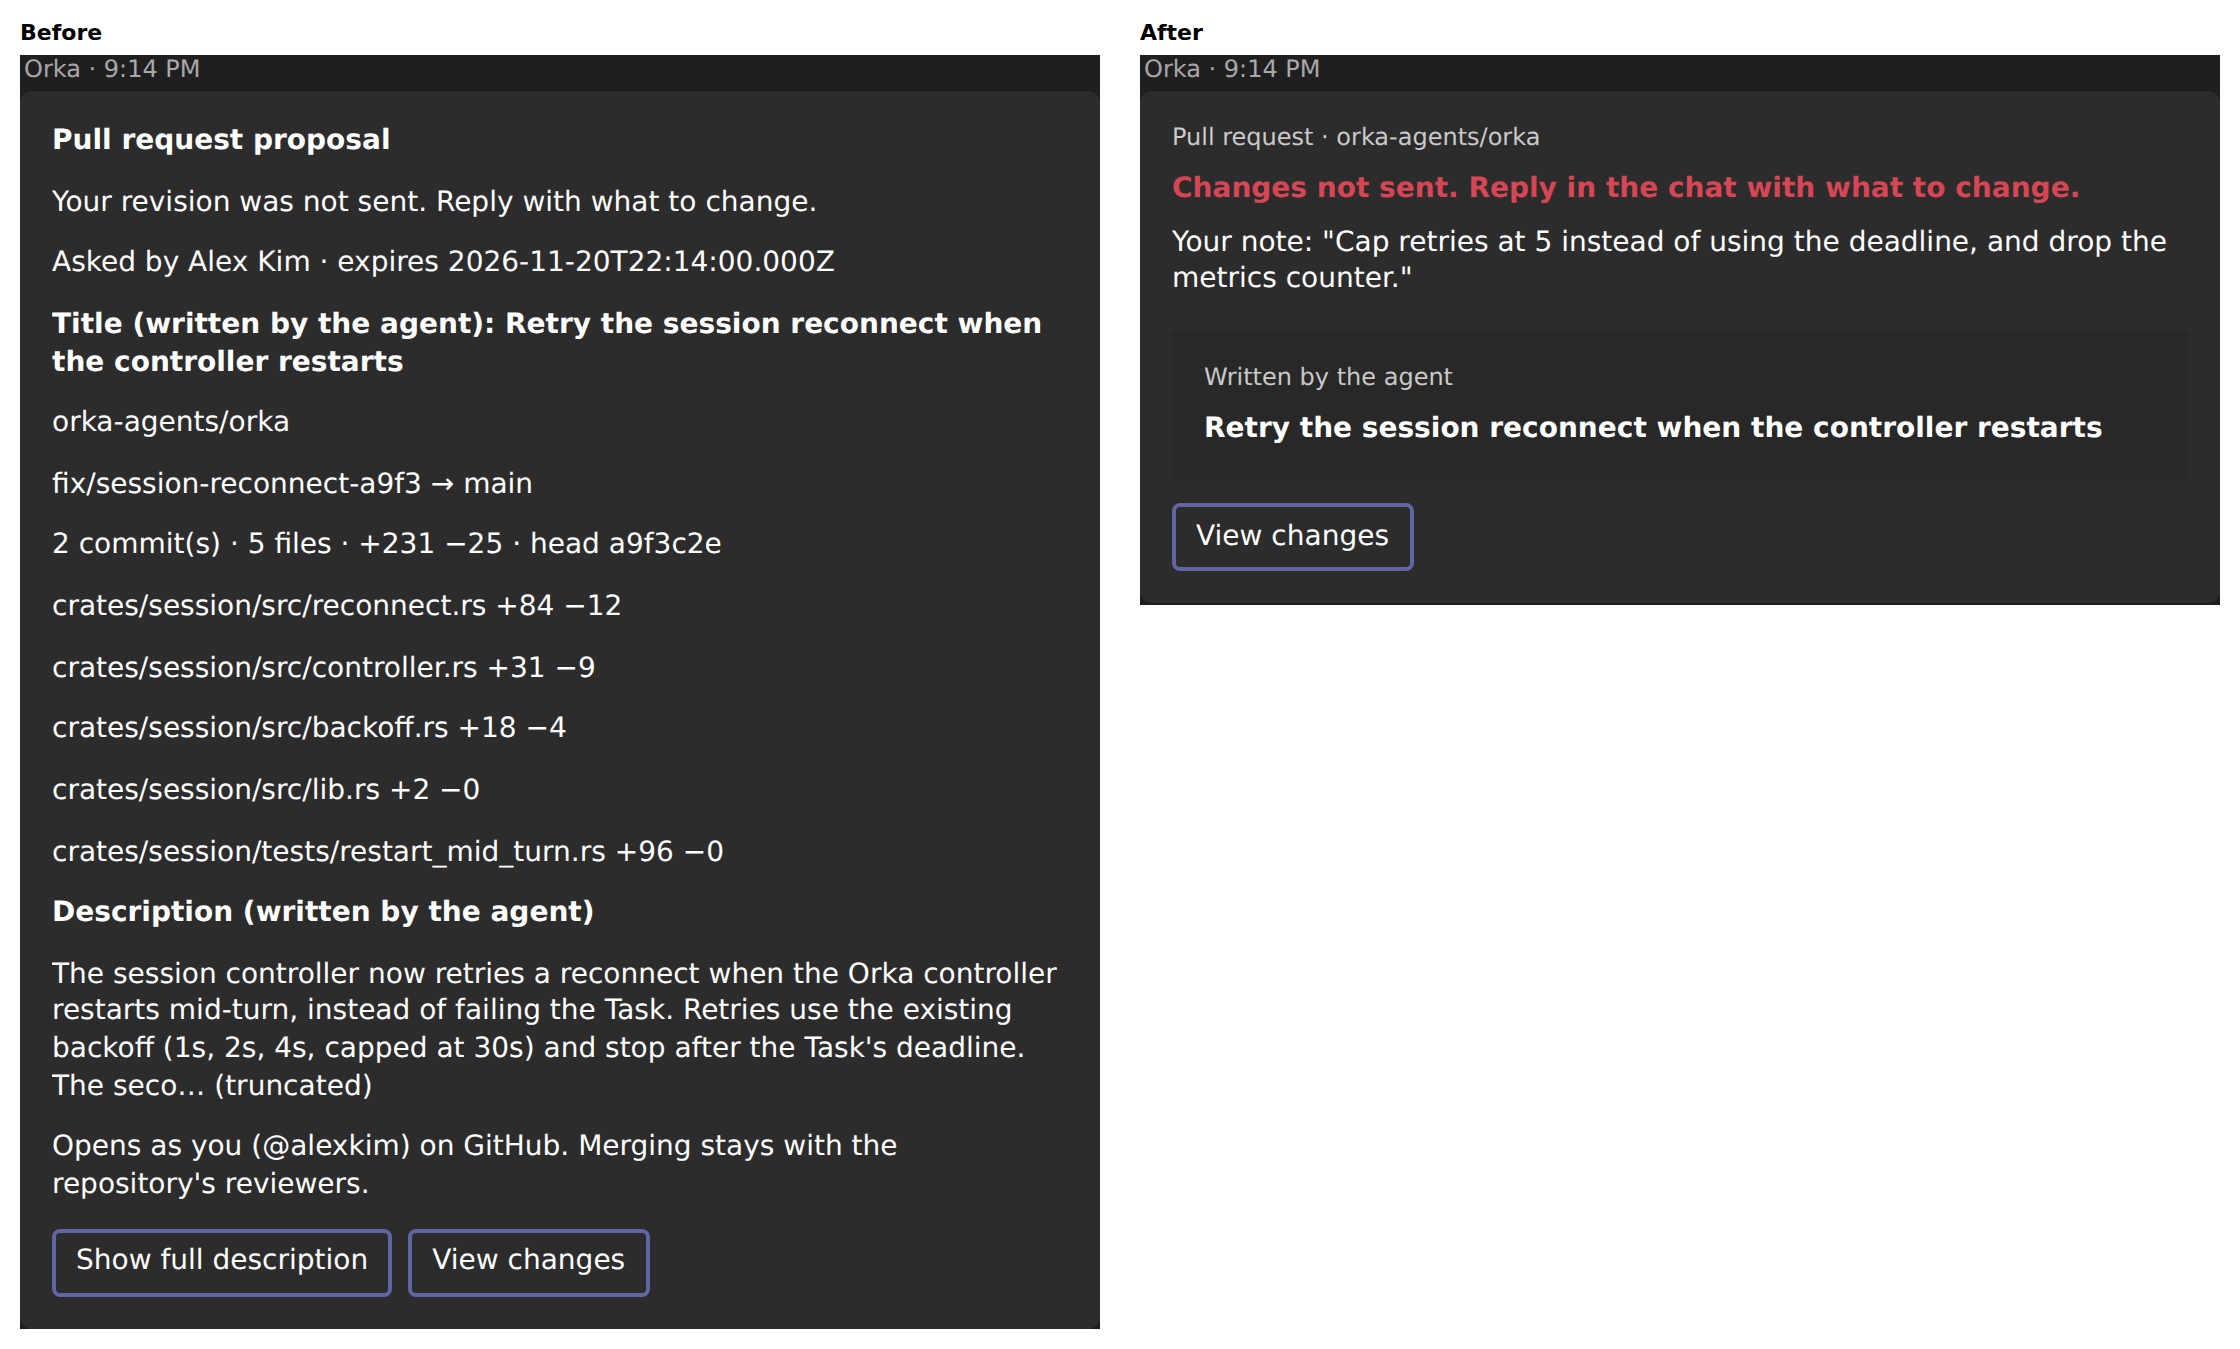 Before
Orka · 9:14 PM
Pull request proposal
Your revision was not sent. Reply with what to change.
Asked by Alex Kim · expires 2026-11-20T22:14:00.000Z
Title (written by the agent): Retry the session reconnect when
the controller restarts
orka-agents/orka
fix/session-reconnect-a9f3 → main
2 commit(s) · 5 files · +231 −25 · head a9f3c2e
crates/session/src/reconnect.rs +84 −12
crates/session/src/controller.rs +31 −9
crates/session/src/backoff.rs +18 −4
crates/session/src/lib.rs +2 −0
crates/session/tests/restart_mid_turn.rs +96 −0
Description (written by the agent)
The session controller now retries a reconnect when the Orka controller
restarts mid-turn, instead of failing the Task. Retries use the existing
backoff (1s, 2s, 4s, capped at 30s) and stop after the Task's deadline.
The seco… (truncated)
Opens as you (@alexkim) on GitHub. Merging stays with the
repository's reviewers.
Show full description
View changes
After
Orka · 9:14 PM
Pull request · orka-agents/orka
Changes not sent. Reply in the chat with what to change.
Your note: "Cap retries at 5 instead of using the deadline, and drop the
metrics counter."
Written by the agent
Retry the session reconnect when the controller restarts
View changes